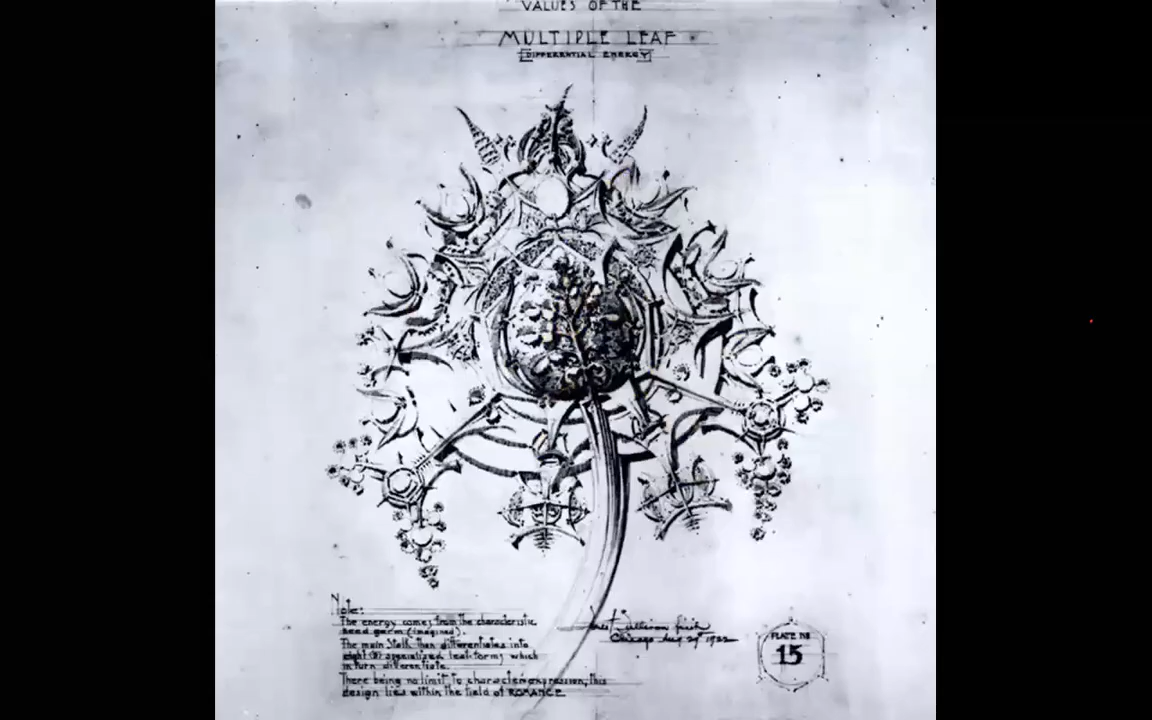 VALUES OF THE
MULTIPLE LEAF
[DIFFERENTIAL ENERGY]
Note:
The energy comes from the characteristic
seed germ (imagined).
The main stalk then differentiates into
eight (8) specialized leaf-forms which
in turn differentiate.
There being no limit to character expression, this
design lies within the field of ROMANCE
Louis H. Sullivan
Chicago 1922
PLATE No
15